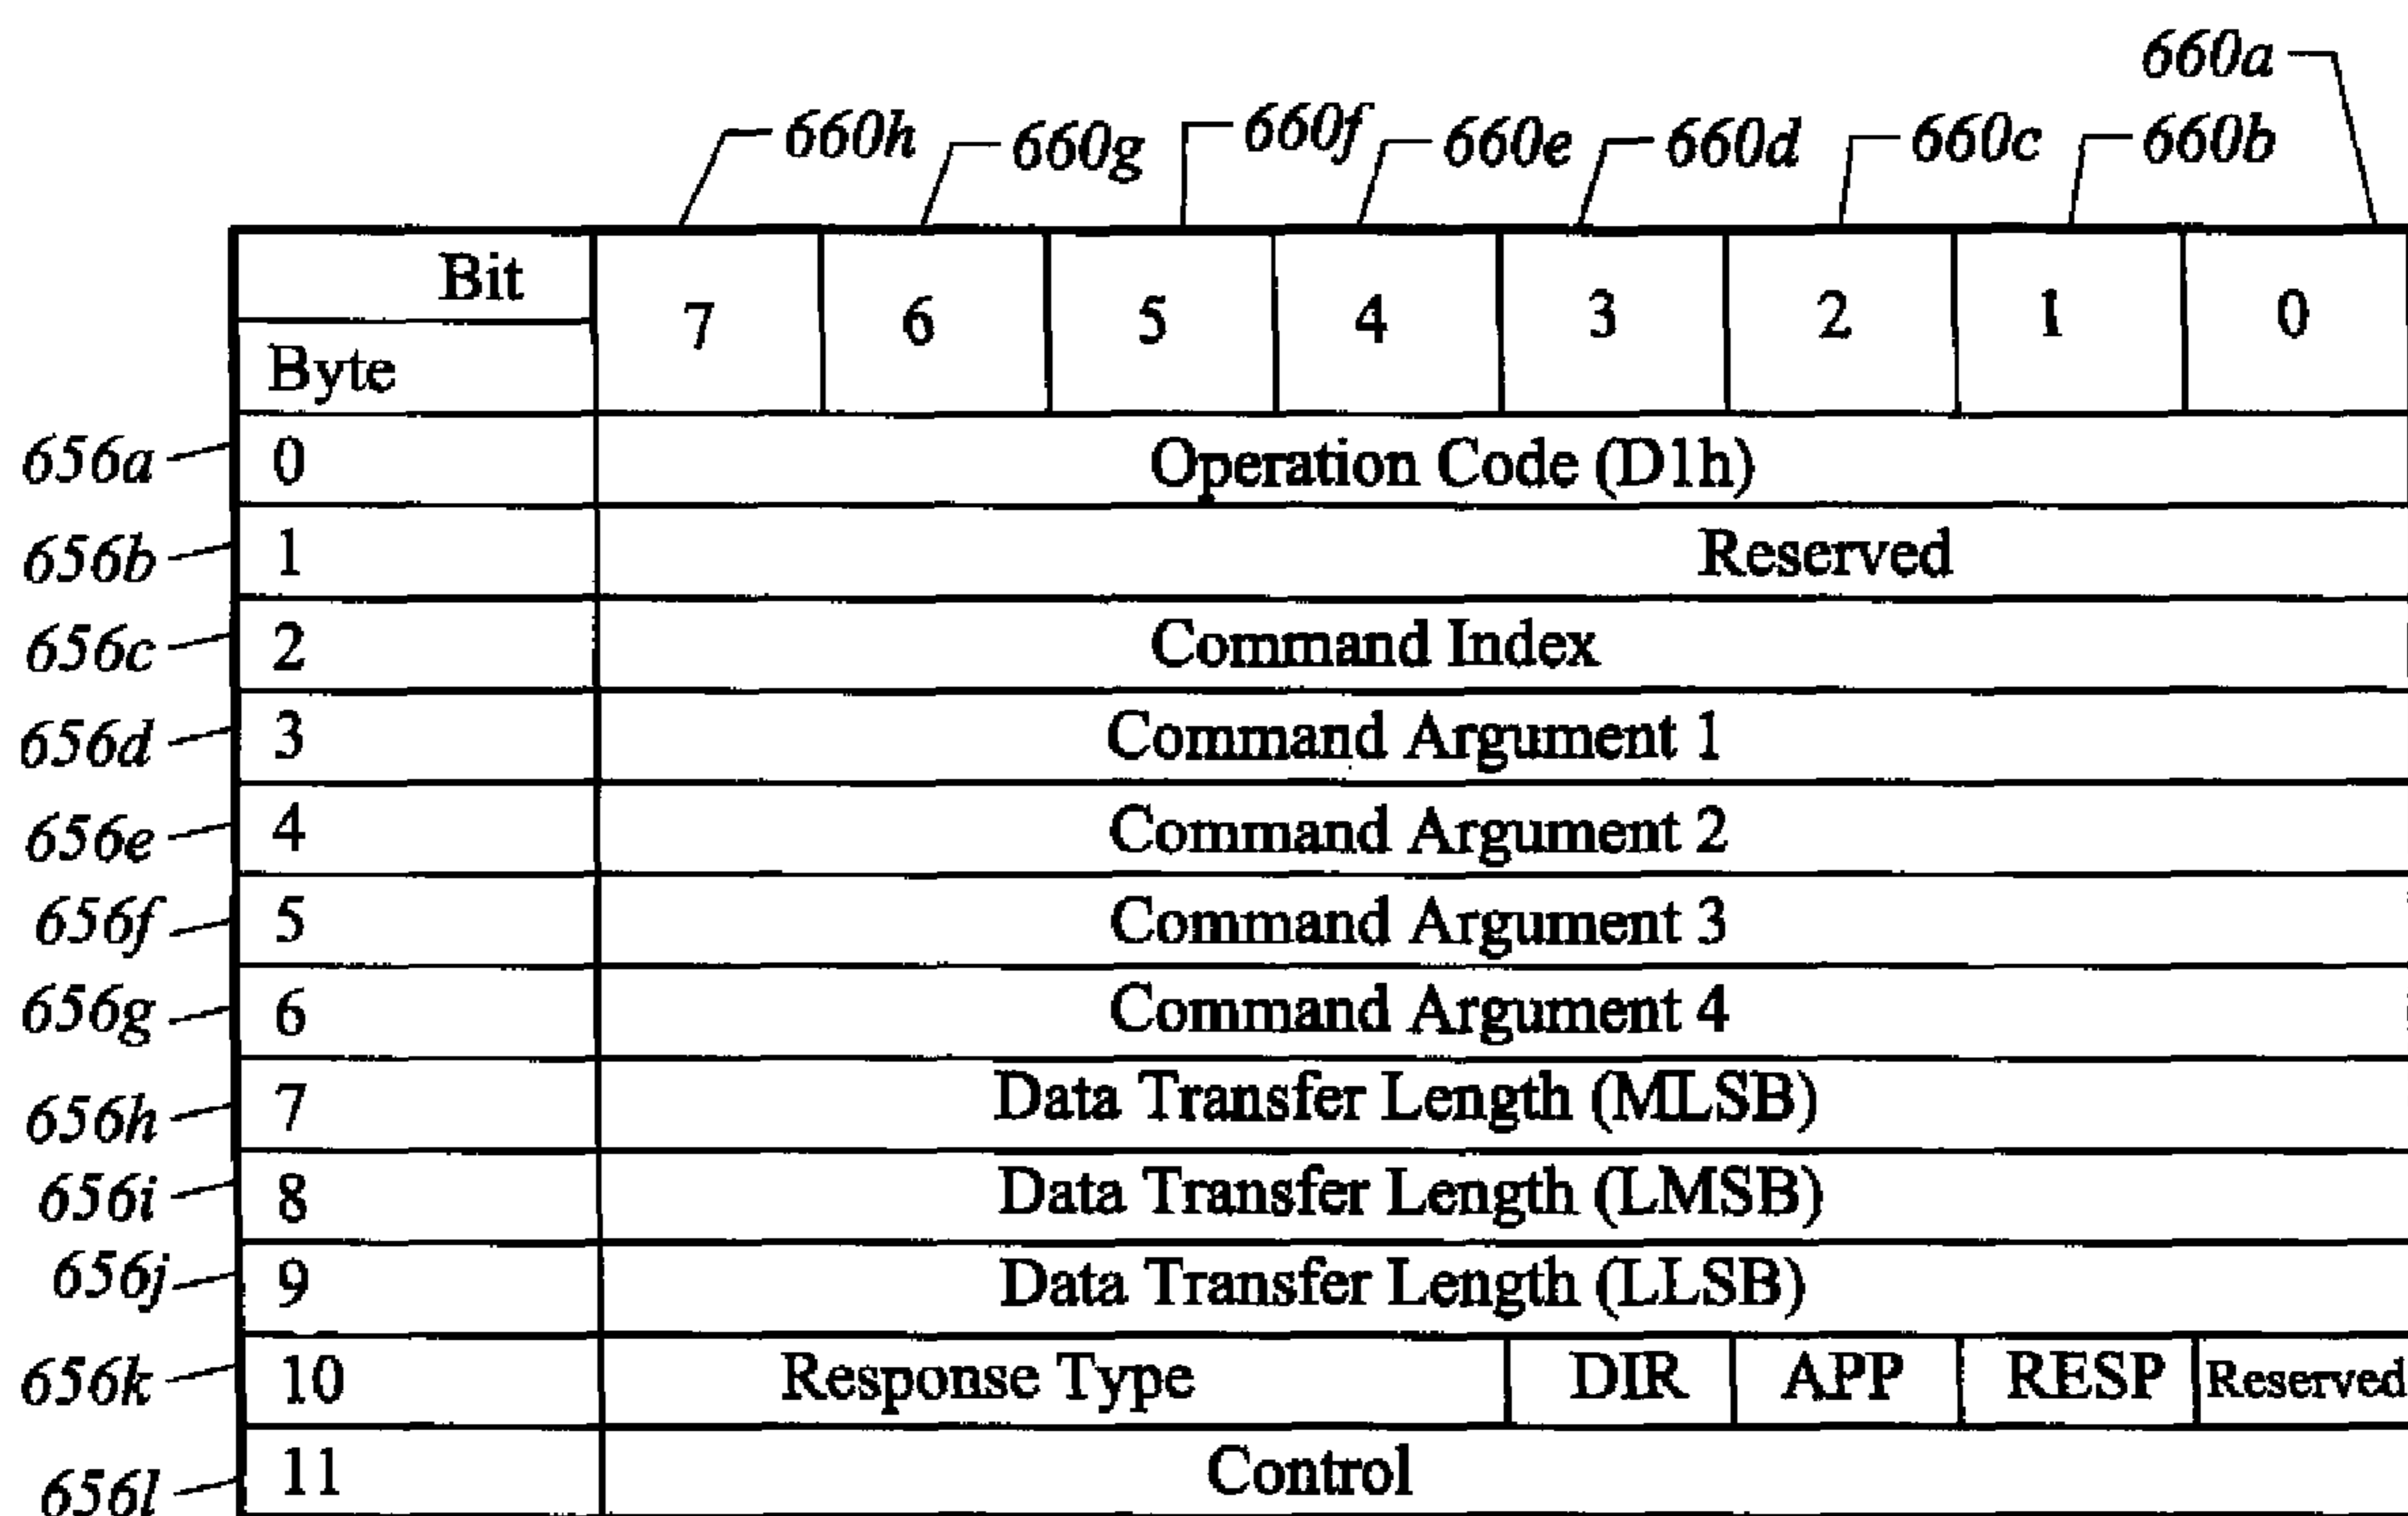 660a
660h 660g 660f 660e 660d 660c 660b
Bit
7 6 5 4 3 2 1 0
Byte
656a 0 Operation Code (D1h)
656b 1 Reserved
656c 2 Command Index
656d 3 Command Argument 1
656e 4 Command Argument 2
656f 5 Command Argument 3
656g 6 Command Argument 4
656h 7 Data Transfer Length (MLSB)
656i 8 Data Transfer Length (LMSB)
656j 9 Data Transfer Length (LLSB)
656k 10 Response Type DIR APP RESP Reserved
656l 11 Control